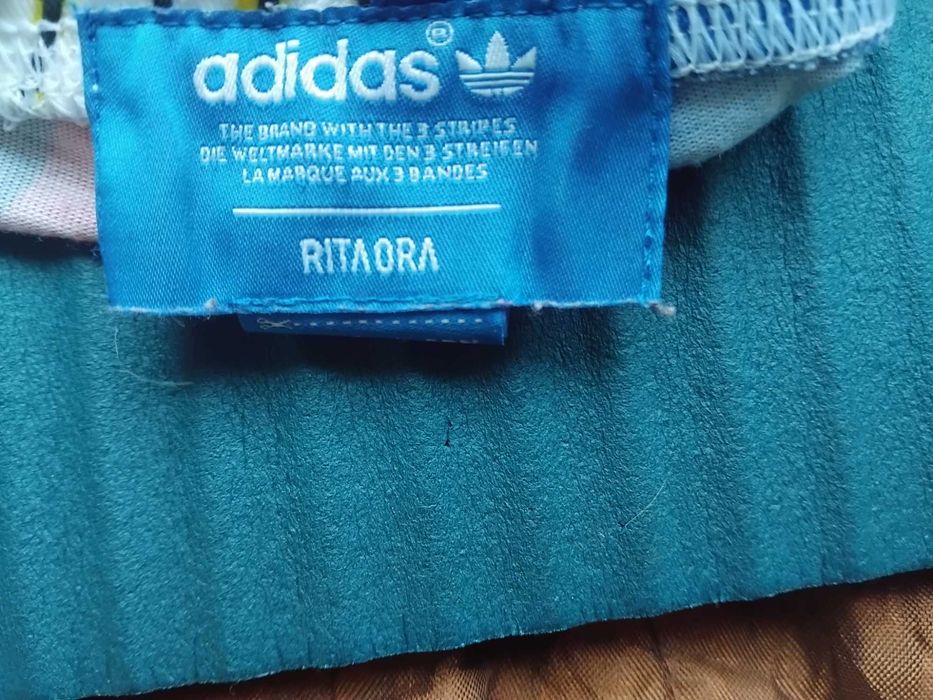 adidas®
THE BRAND WITH THE 3 STRIPES
DIE WELTMARKE MIT DEN 3 STREIFEN
LA MARQUE AUX 3 BANDES
RITA ORA